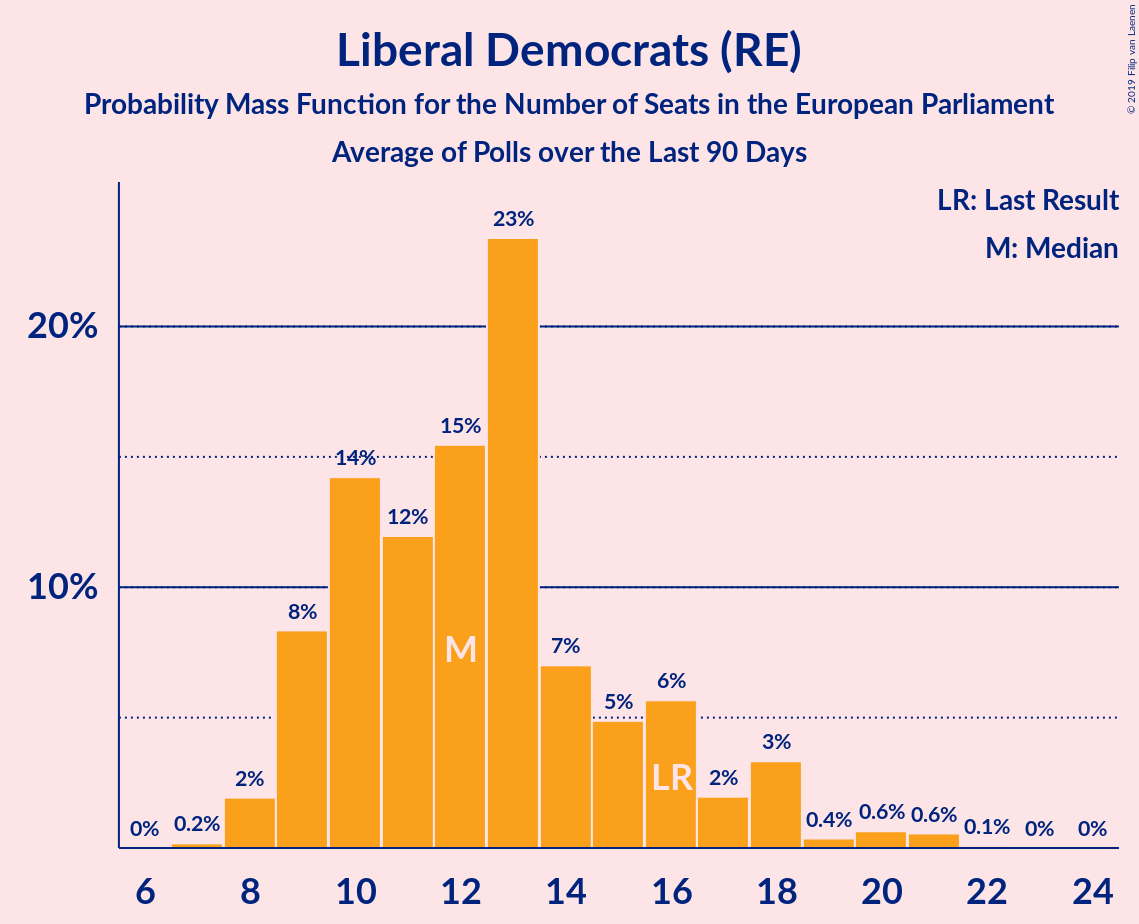 Liberal Democrats (RE)
Probability Mass Function for the Number of Seats in the European Parliament
Average of Polls over the Last 90 Days
© 2019 Filip van Laenen
LR: Last Result
M: Median
20%
10%
0%
0.2%
2%
8%
14%
12%
15%
23%
7%
5%
6%
2%
3%
0.4%
0.6%
0.6%
0.1%
0%
0%
M
LR
6 8 10 12 14 16 18 20 22 24